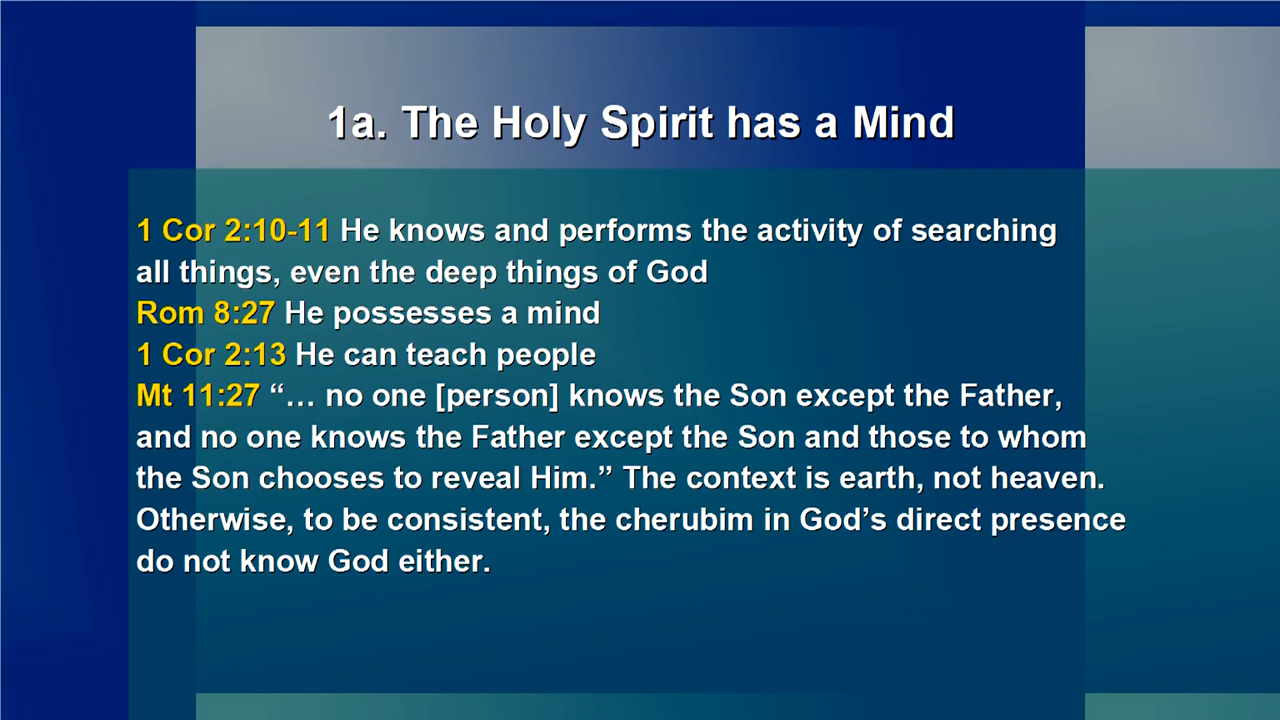 1a. The Holy Spirit has a Mind
1 Cor 2:10-11 He knows and performs the activity of searching
all things, even the deep things of God
Rom 8:27 He possesses a mind
1 Cor 2:13 He can teach people
Mt 11:27 “… no one [person] knows the Son except the Father,
and no one knows the Father except the Son and those to whom
the Son chooses to reveal Him.” The context is earth, not heaven.
Otherwise, to be consistent, the cherubim in God’s direct presence
do not know God either.